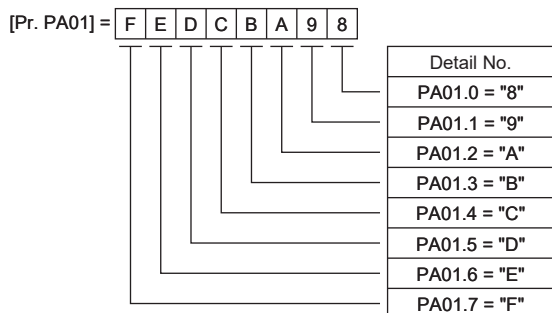 [Pr. PA01] = F E D C B A 9 8
Detail No.
PA01.0 = "8"
PA01.1 = "9"
PA01.2 = "A"
PA01.3 = "B"
PA01.4 = "C"
PA01.5 = "D"
PA01.6 = "E"
PA01.7 = "F"